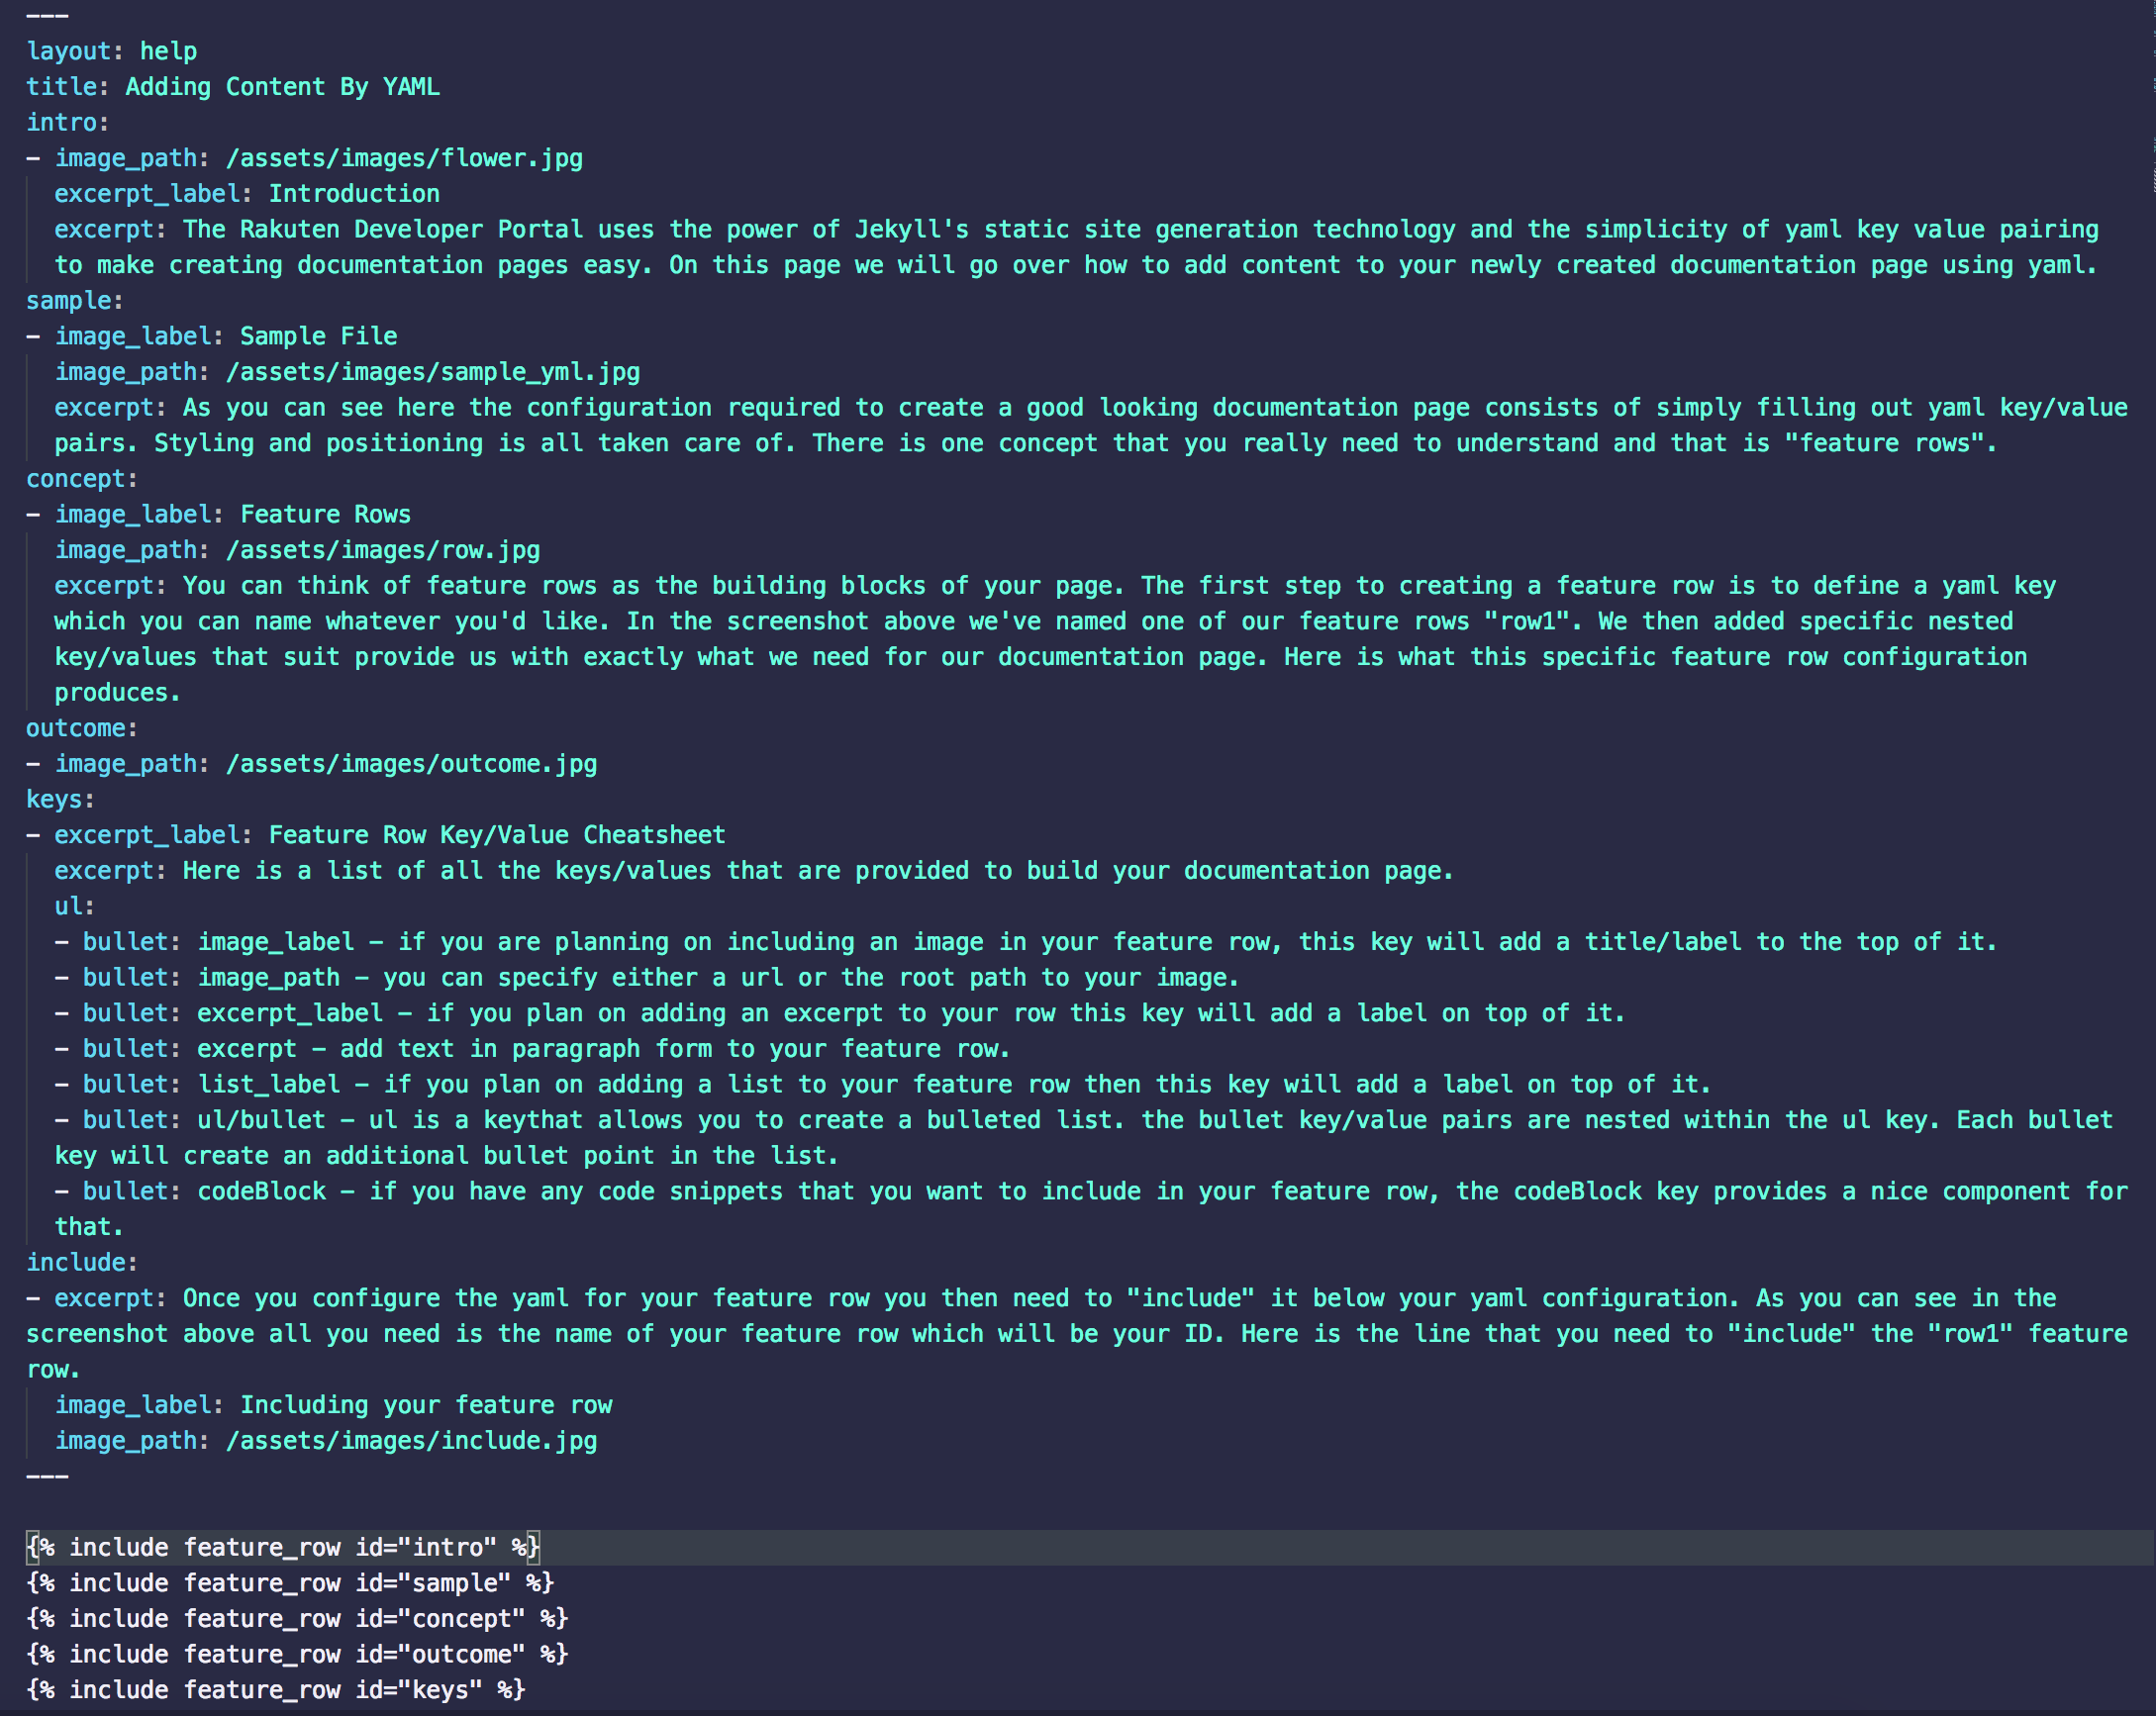 ---
layout: help
title: Adding Content By YAML
intro:
- image_path: /assets/images/flower.jpg
  excerpt_label: Introduction
  excerpt: The Rakuten Developer Portal uses the power of Jekyll's static site generation technology and the simplicity of yaml key value pairing
  to make creating documentation pages easy. On this page we will go over how to add content to your newly created documentation page using yaml.
sample:
- image_label: Sample File
  image_path: /assets/images/sample_yml.jpg
  excerpt: As you can see here the configuration required to create a good looking documentation page consists of simply filling out yaml key/value
  pairs. Styling and positioning is all taken care of. There is one concept that you really need to understand and that is "feature rows".
concept:
- image_label: Feature Rows
  image_path: /assets/images/row.jpg
  excerpt: You can think of feature rows as the building blocks of your page. The first step to creating a feature row is to define a yaml key
  which you can name whatever you'd like. In the screenshot above we've named one of our feature rows "row1". We then added specific nested
  key/values that suit provide us with exactly what we need for our documentation page. Here is what this specific feature row configuration
  produces.
outcome:
- image_path: /assets/images/outcome.jpg
keys:
- excerpt_label: Feature Row Key/Value Cheatsheet
  excerpt: Here is a list of all the keys/values that are provided to build your documentation page.
  ul:
  - bullet: image_label - if you are planning on including an image in your feature row, this key will add a title/label to the top of it.
  - bullet: image_path - you can specify either a url or the root path to your image.
  - bullet: excerpt_label - if you plan on adding an excerpt to your row this key will add a label on top of it.
  - bullet: excerpt - add text in paragraph form to your feature row.
  - bullet: list_label - if you plan on adding a list to your feature row then this key will add a label on top of it.
  - bullet: ul/bullet - ul is a keythat allows you to create a bulleted list. the bullet key/value pairs are nested within the ul key. Each bullet
  key will create an additional bullet point in the list.
  - bullet: codeBlock - if you have any code snippets that you want to include in your feature row, the codeBlock key provides a nice component for
  that.
include:
- excerpt: Once you configure the yaml for your feature row you then need to "include" it below your yaml configuration. As you can see in the
screenshot above all you need is the name of your feature row which will be your ID. Here is the line that you need to "include" the "row1" feature
row.
  image_label: Including your feature row
  image_path: /assets/images/include.jpg
---
{% include feature_row id="intro" %}
{% include feature_row id="sample" %}
{% include feature_row id="concept" %}
{% include feature_row id="outcome" %}
{% include feature_row id="keys" %}